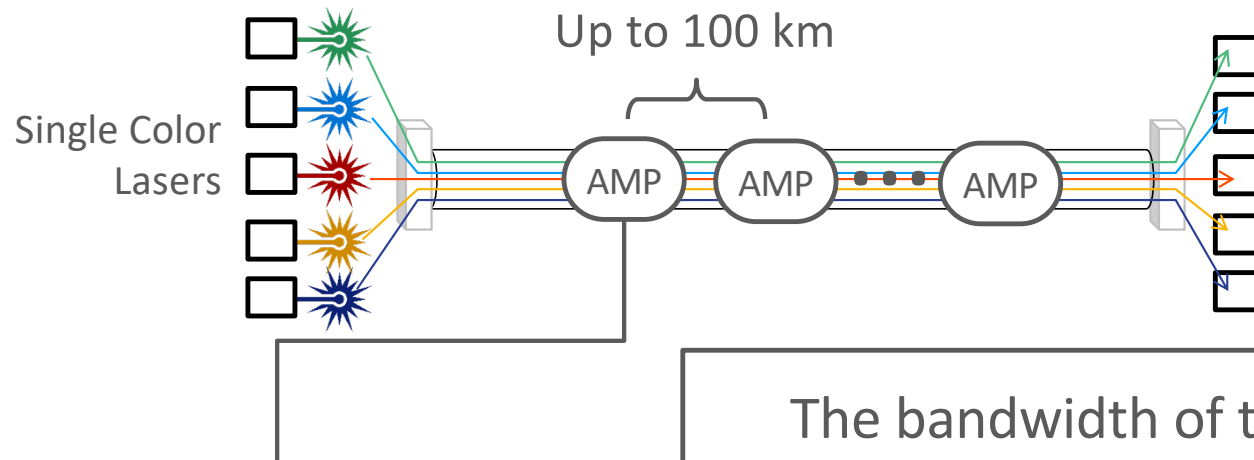 Up to 100 km
Single Color
Lasers
AMP
AMP
AMP
The bandwidth of